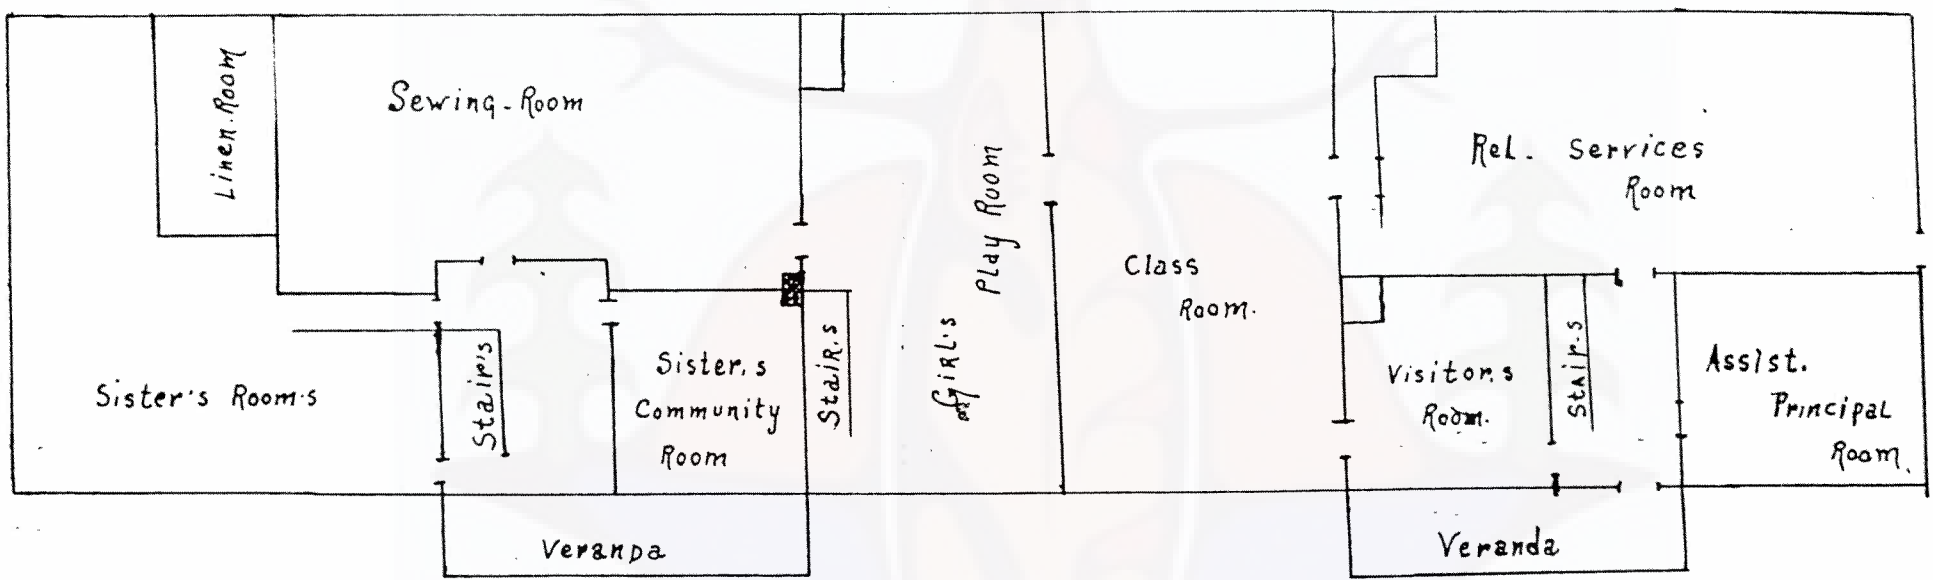 Linen.Room
Sewing-Room
Sister's Room.s
Stair's
Sister,s
Community
Room
Stair,s
Girl's
Play Room
Class
Room.
Rel. Services
Room
Visitor,s
Room.
Stair.s
Assist.
Principal
Room.
Veranda
Veranda